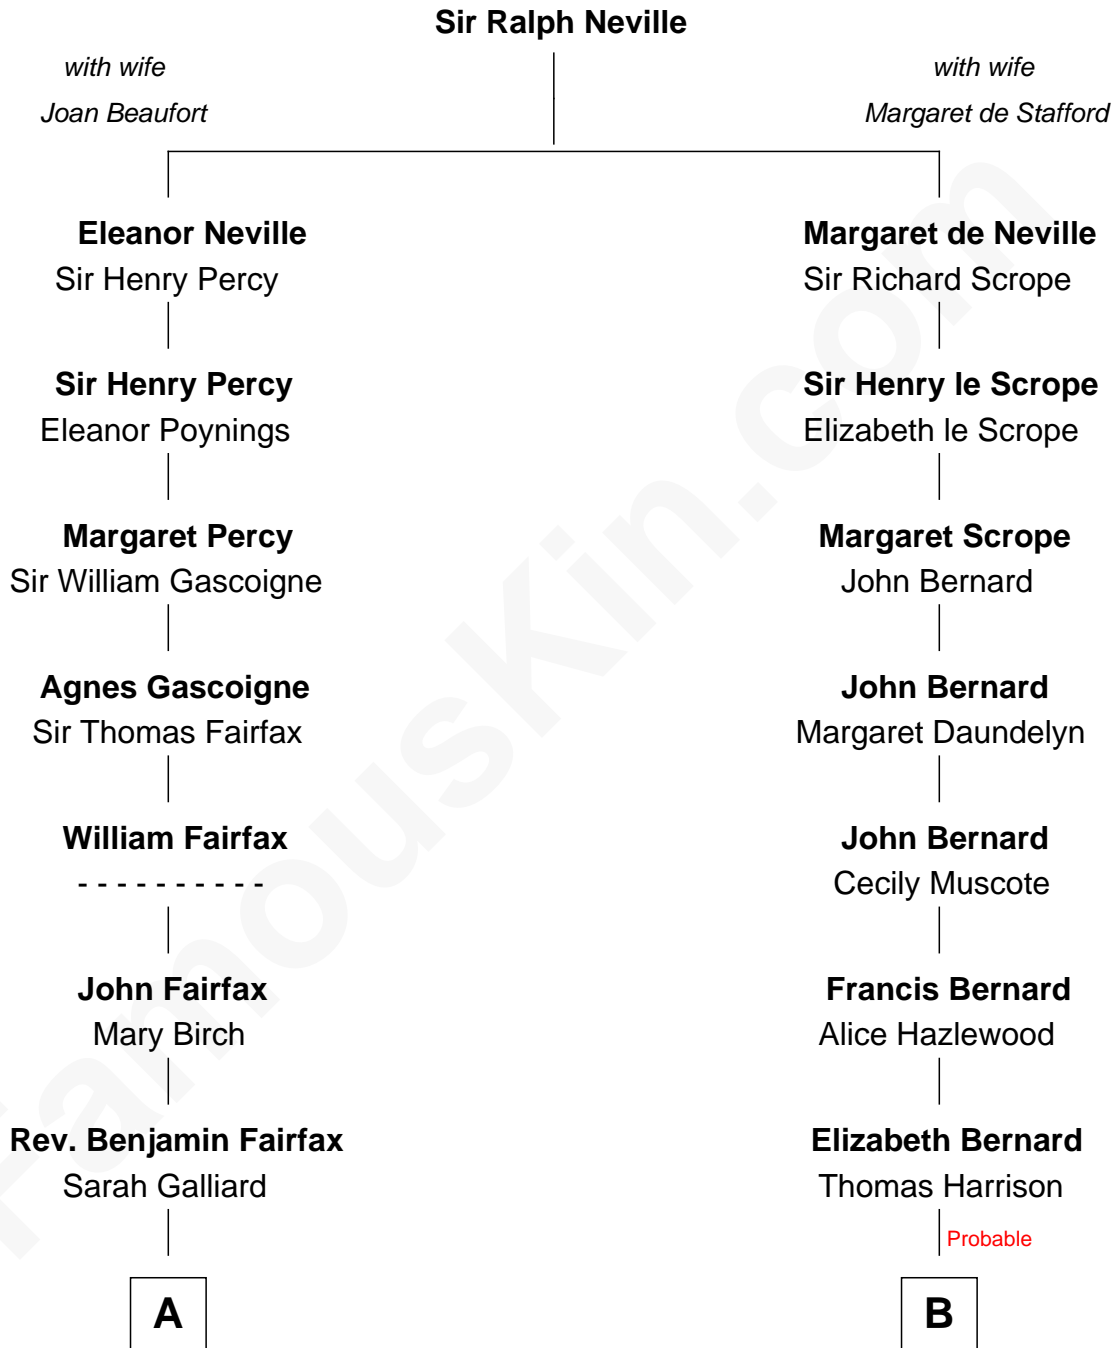 Sir Ralph Neville
with wife
Joan Beaufort
with wife
Margaret de Stafford
Eleanor Neville
Sir Henry Percy
Margaret de Neville
Sir Richard Scrope
Sir Henry Percy
Eleanor Poynings
Sir Henry le Scrope
Elizabeth le Scrope
Margaret Percy
Sir William Gascoigne
Margaret Scrope
John Bernard
Agnes Gascoigne
Sir Thomas Fairfax
John Bernard
Margaret Daundelyn
William Fairfax
- - - - - - - - - -
John Bernard
Cecily Muscote
John Fairfax
Mary Birch
Francis Bernard
Alice Hazlewood
Rev. Benjamin Fairfax
Sarah Galliard
Elizabeth Bernard
Thomas Harrison
Probable
A
B
FamousKin.com